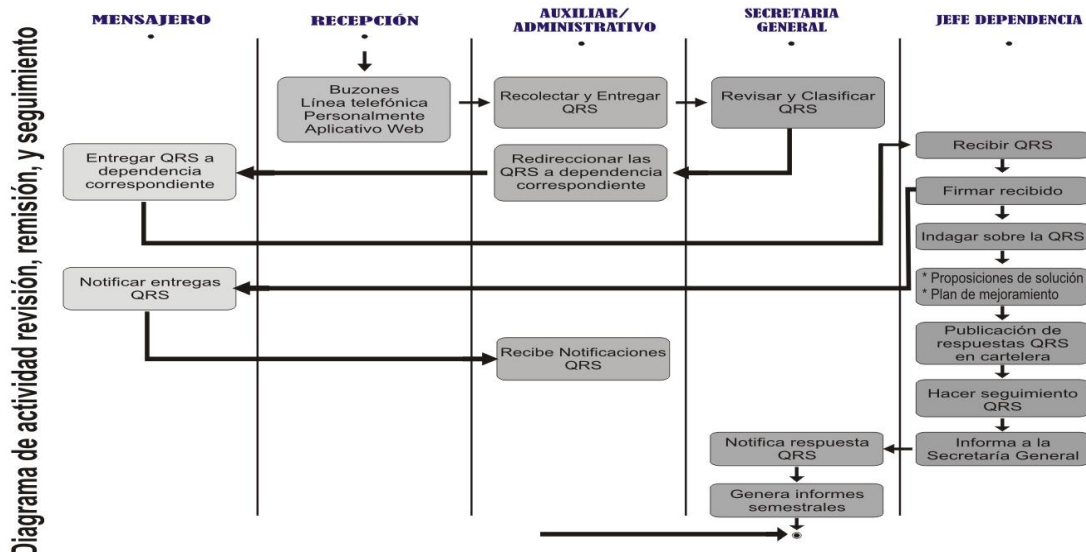 Diagrama de actividad revisión, remisión, y seguimiento
MENSAJERO
RECEPCIÓN
AUXILIAR/
ADMINISTRATIVO
SECRETARIA
GENERAL
JEFE DEPENDENCIA
Buzones
Línea telefónica
Personalmente
Aplicativo Web
Recolectar y Entregar
QRS
Revisar y Clasificar
QRS
Entregar QRS a
dependencia
correspondiente
Redireccionar las
QRS a dependencia
correspondiente
Recibir QRS
Firmar recibido
Indagar sobre la QRS
Notificar entregas
QRS
* Proposiciones de solución
* Plan de mejoramiento
Recibe Notificaciones
QRS
Publicación de
respuestas QRS
en cartelera
Hacer seguimiento
QRS
Notifica respuesta
QRS
Informa a la
Secretaría General
Genera informes
semestrales